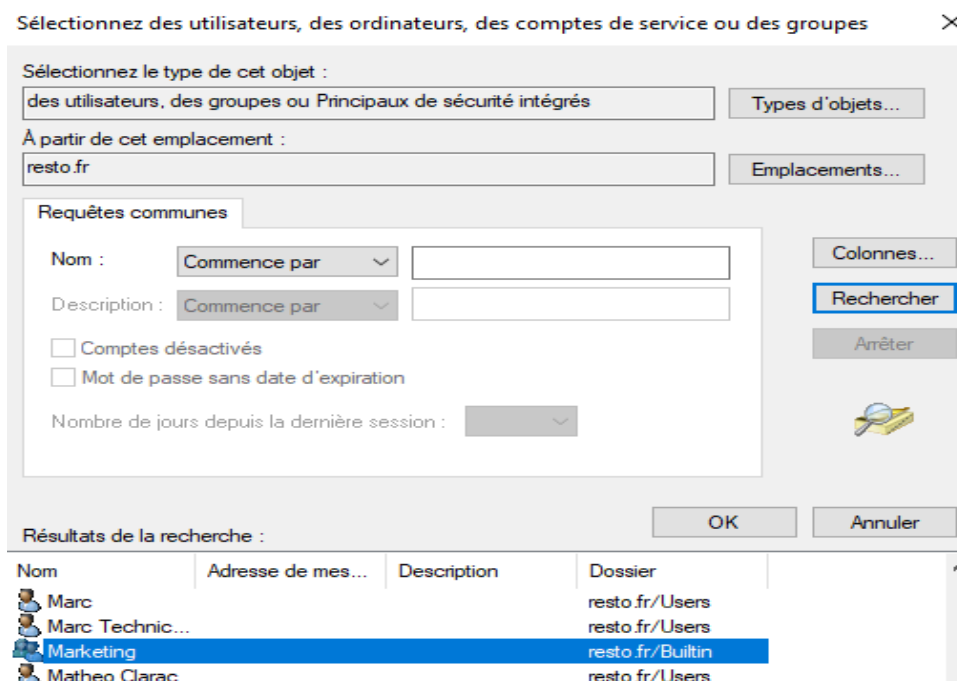 Sélectionnez des utilisateurs, des ordinateurs, des comptes de service ou des groupes
Sélectionnez le type de cet objet :
des utilisateurs, des groupes ou Principaux de sécurité intégrés
Types d'objets...
À partir de cet emplacement :
resto.fr
Emplacements...
Requêtes communes
Nom :
Commence par
Colonnes...
Description :
Commence par
Rechercher
Comptes désactivés
Arrêter
Mot de passe sans date d'expiration
Nombre de jours depuis la dernière session :
OK
Annuler
Résultats de la recherche :
Nom Adresse de mes... Description Dossier
Marc resto.fr/Users
Marc Technic... resto.fr/Users
Marketing resto.fr/Builtin
Matheo Clarac resto.fr/Users